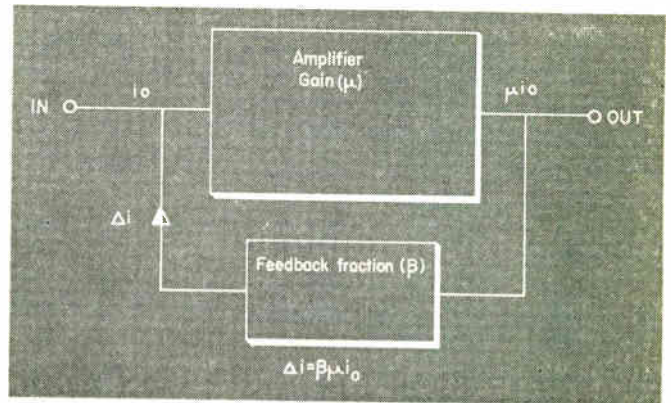 Amplifier
Gain (μ)
IN
io
μio
OUT
Δi
Feedback fraction (β)
Δi=βμio